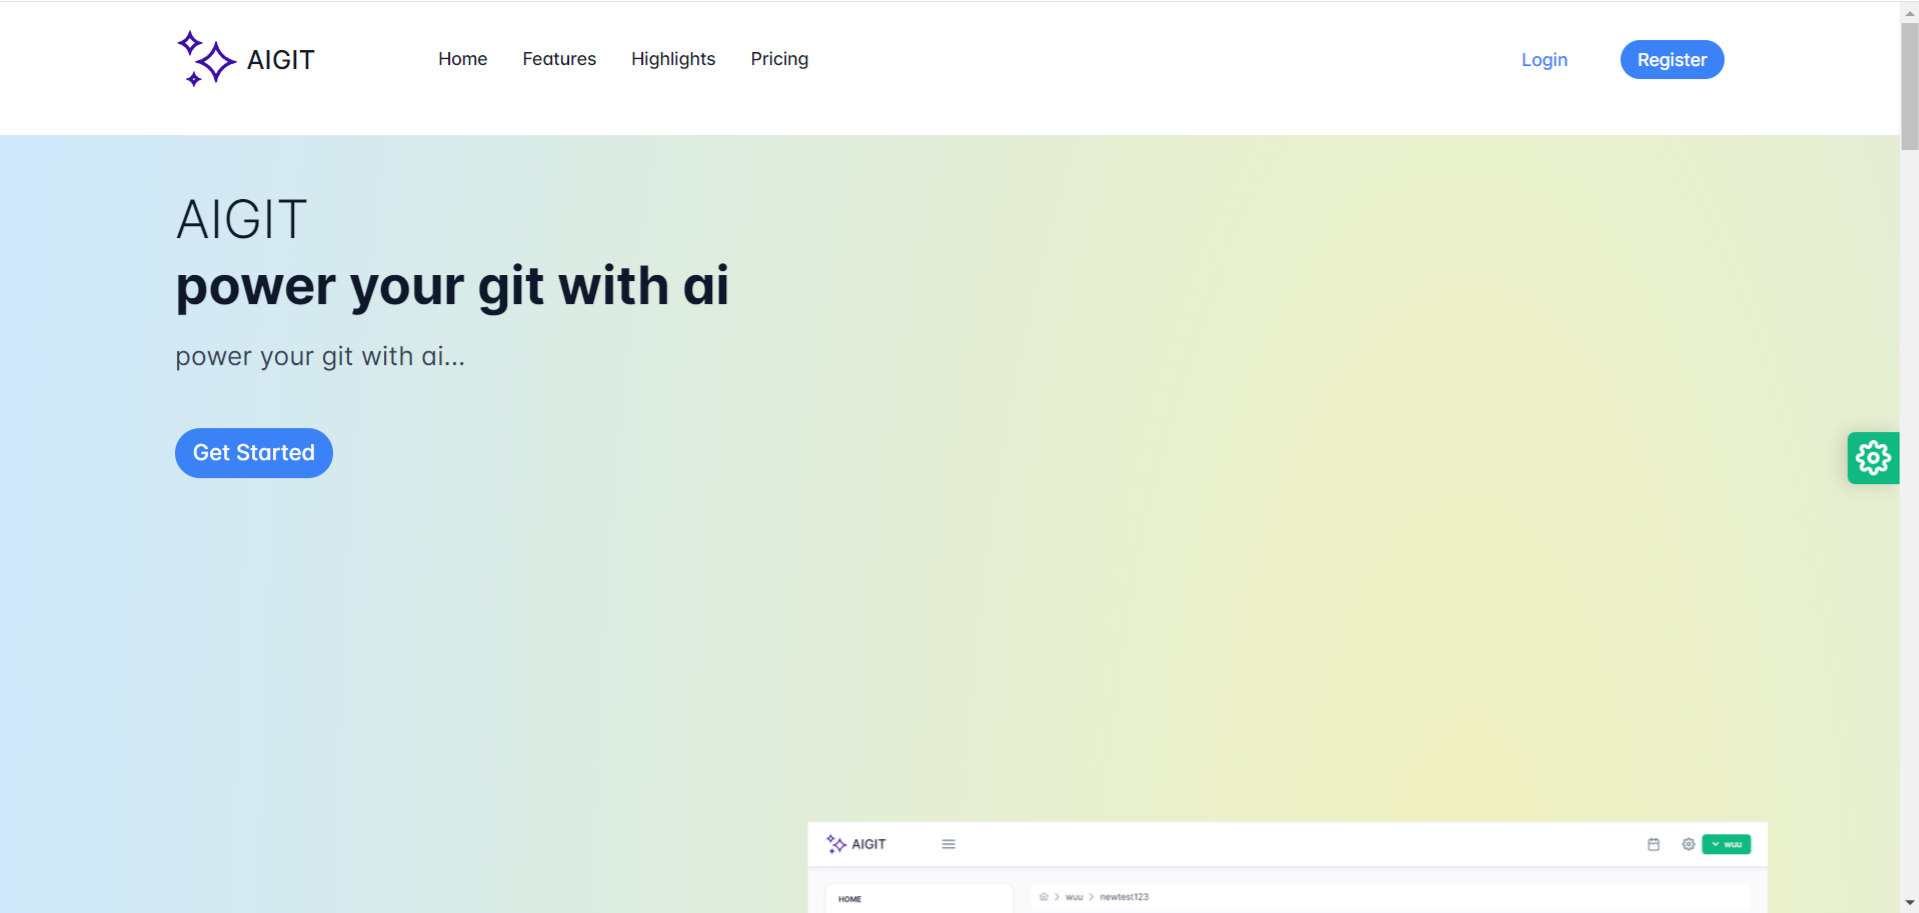 AIGIT
Home Features Highlights Pricing
Login Register
AIGIT
power your git with ai
power your git with ai...
Get Started
AIGIT
wuu
HOME
wuu newtest123